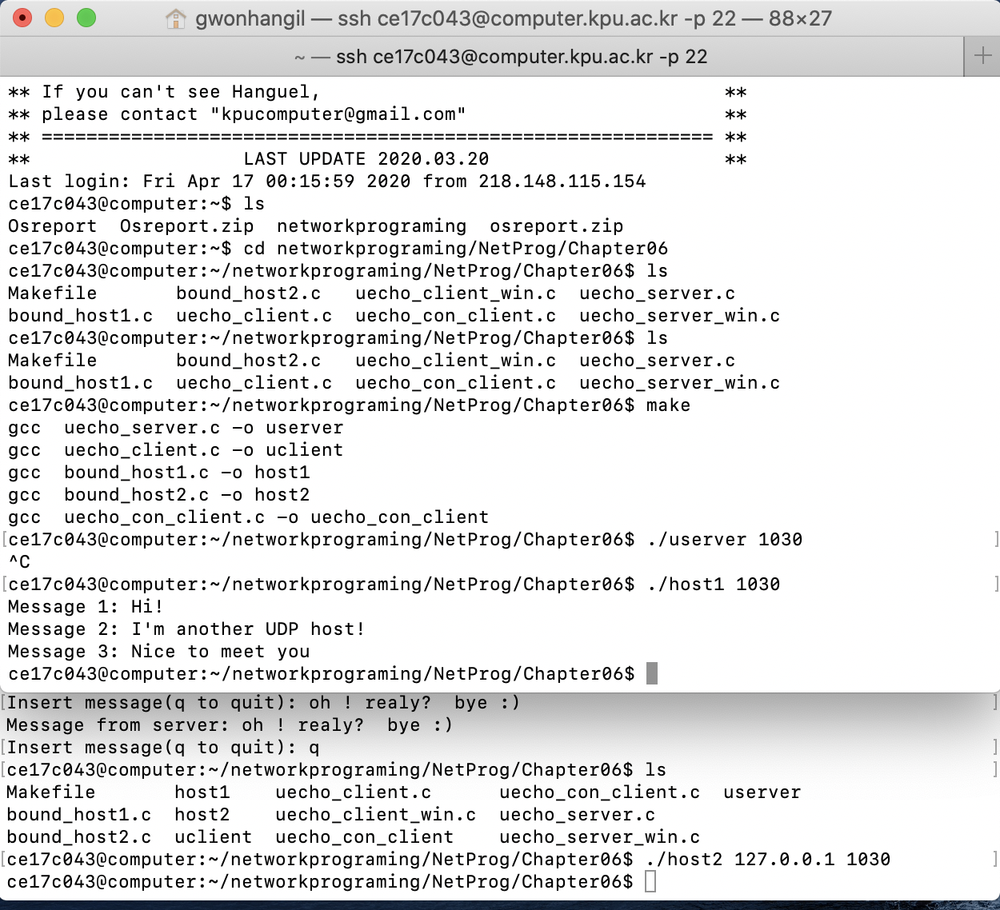 gwonhangil — ssh ce17c043@computer.kpu.ac.kr -p 22 — 88×27
~ — ssh ce17c043@computer.kpu.ac.kr -p 22
** If you can't see Hanguel,                                    **
** please contact "kpucomputer@gmail.com"                       **
** ============================================================ **
**                   LAST UPDATE 2020.03.20                     **
Last login: Fri Apr 17 00:15:59 2020 from 218.148.115.154
ce17c043@computer:~$ ls
Osreport  Osreport.zip  networkprograming  osreport.zip
ce17c043@computer:~$ cd networkprograming/NetProg/Chapter06
ce17c043@computer:~/networkprograming/NetProg/Chapter06$ ls
Makefile       bound_host2.c   uecho_client_win.c  uecho_server.c
bound_host1.c  uecho_client.c  uecho_con_client.c  uecho_server_win.c
ce17c043@computer:~/networkprograming/NetProg/Chapter06$ ls
Makefile       bound_host2.c   uecho_client_win.c  uecho_server.c
bound_host1.c  uecho_client.c  uecho_con_client.c  uecho_server_win.c
ce17c043@computer:~/networkprograming/NetProg/Chapter06$ make
gcc  uecho_server.c -o userver
gcc  uecho_client.c -o uclient
gcc  bound_host1.c -o host1
gcc  bound_host2.c -o host2
gcc  uecho_con_client.c -o uecho_con_client
[ce17c043@computer:~/networkprograming/NetProg/Chapter06$ ./userver 1030 ]
^C
[ce17c043@computer:~/networkprograming/NetProg/Chapter06$ ./host1 1030 ]
Message 1: Hi!
Message 2: I'm another UDP host!
Message 3: Nice to meet you
ce17c043@computer:~/networkprograming/NetProg/Chapter06$
[Insert message(q to quit): oh ! realy?  bye :) ]
Message from server: oh ! realy?  bye :)
[Insert message(q to quit): q ]
[ce17c043@computer:~/networkprograming/NetProg/Chapter06$ ls ]
Makefile       host1    uecho_client.c      uecho_con_client.c  userver
bound_host1.c  host2    uecho_client_win.c  uecho_server.c
bound_host2.c  uclient  uecho_con_client    uecho_server_win.c
[ce17c043@computer:~/networkprograming/NetProg/Chapter06$ ./host2 127.0.0.1 1030 ]
ce17c043@computer:~/networkprograming/NetProg/Chapter06$